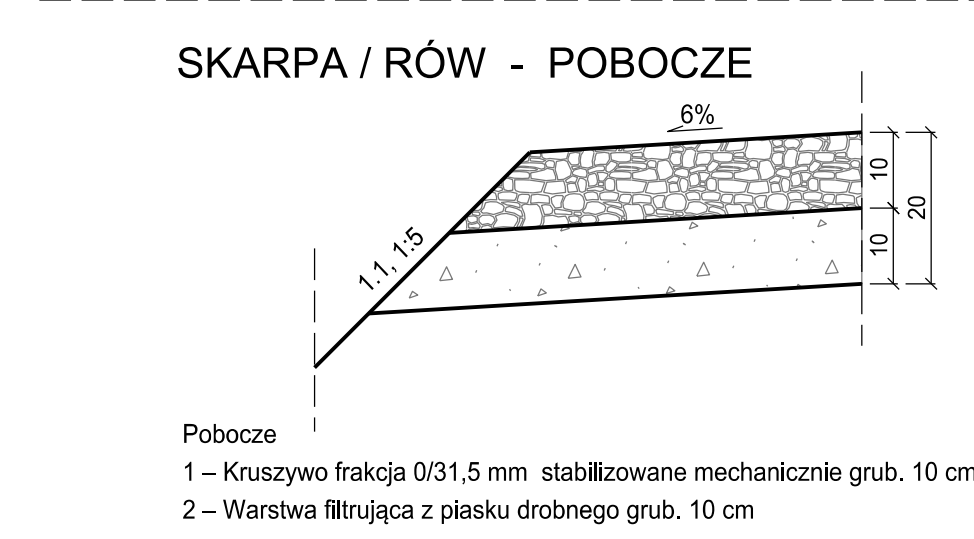 SKARPA / RÓW - POBOCZE
6%
10
20
10
1.1, 1:5
Pobocze
1 – Kruszywo frakcja 0/31,5 mm stabilizowane mechanicznie grub. 10 cm
2 – Warstwa filtrująca z piasku drobnego grub. 10 cm